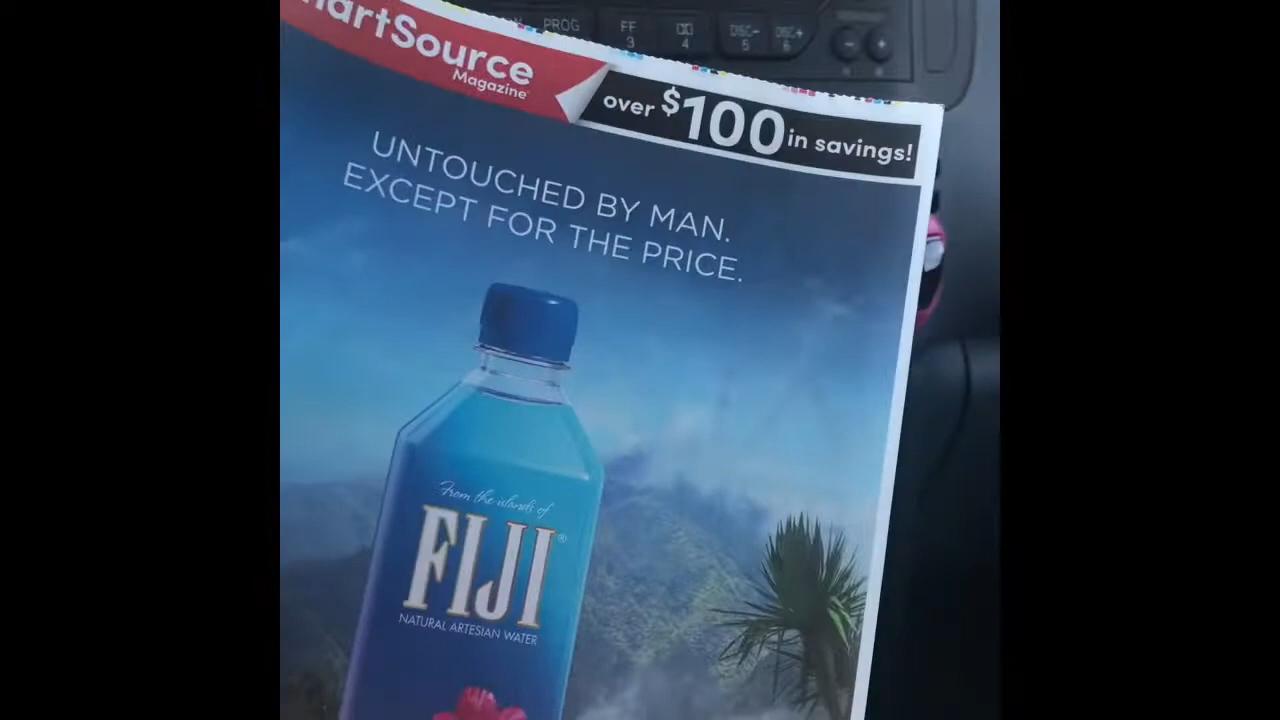 PROG
FF
3
4
DISC-
5
DISC+
6
artSource
Magazine
over $100 in savings!
UNTOUCHED BY MAN.
EXCEPT FOR THE PRICE.
From the islands of
FIJI®
NATURAL ARTESIAN WATER